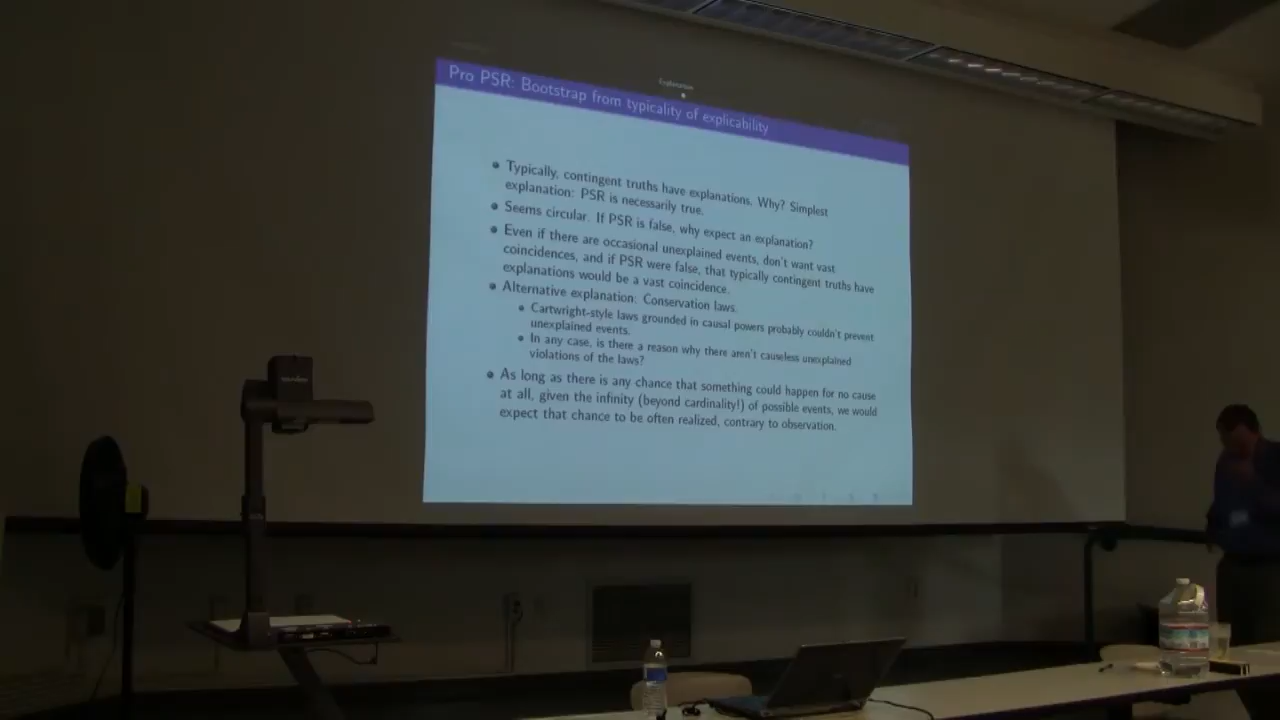 Explanation
Pro PSR: Bootstrap from typicality of explicability
Typically, contingent truths have explanations. Why? Simplest
explanation: PSR is necessarily true.
Seems circular. If PSR is false, why expect an explanation?
Even if there are occasional unexplained events, don't want vast
coincidences, and if PSR were false, that typically contingent truths have
explanations would be a vast coincidence.
Alternative explanation: Conservation laws.
Cartwright-style laws grounded in causal powers probably couldn't prevent
unexplained events.
In any case, is there a reason why there aren't causeless unexplained
violations of the laws?
As long as there is any chance that something could happen for no cause
at all, given the infinity (beyond cardinality!) of possible events, we would
expect that chance to be often realized, contrary to observation.